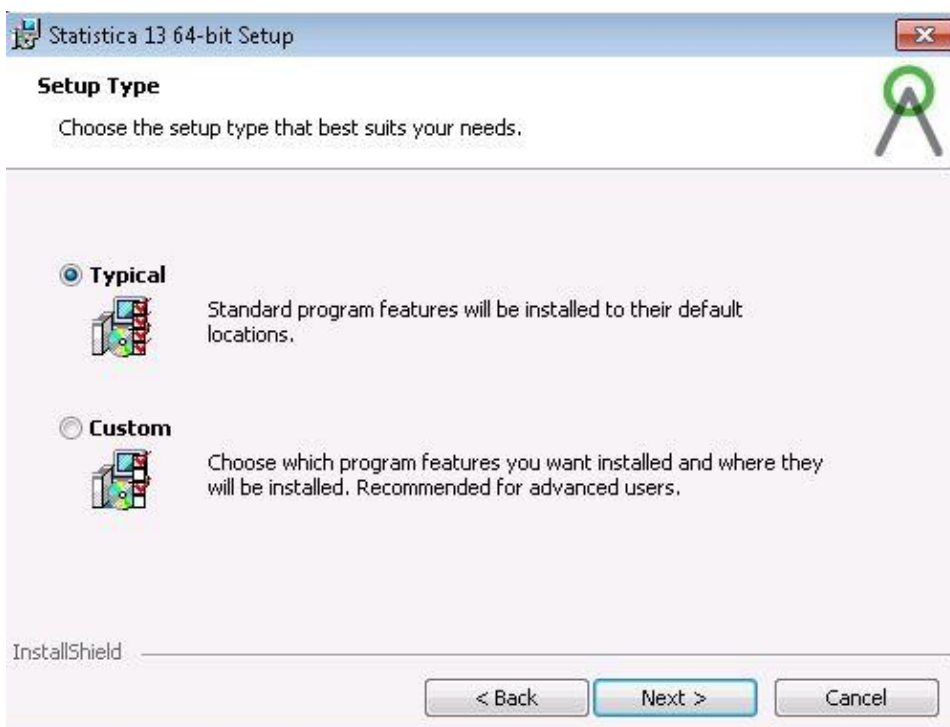 Statistica 13 64-bit Setup
Setup Type
Choose the setup type that best suits your needs.
Typical
Standard program features will be installed to their default
locations.
Custom
Choose which program features you want installed and where they
will be installed. Recommended for advanced users.
InstallShield
< Back
Next >
Cancel